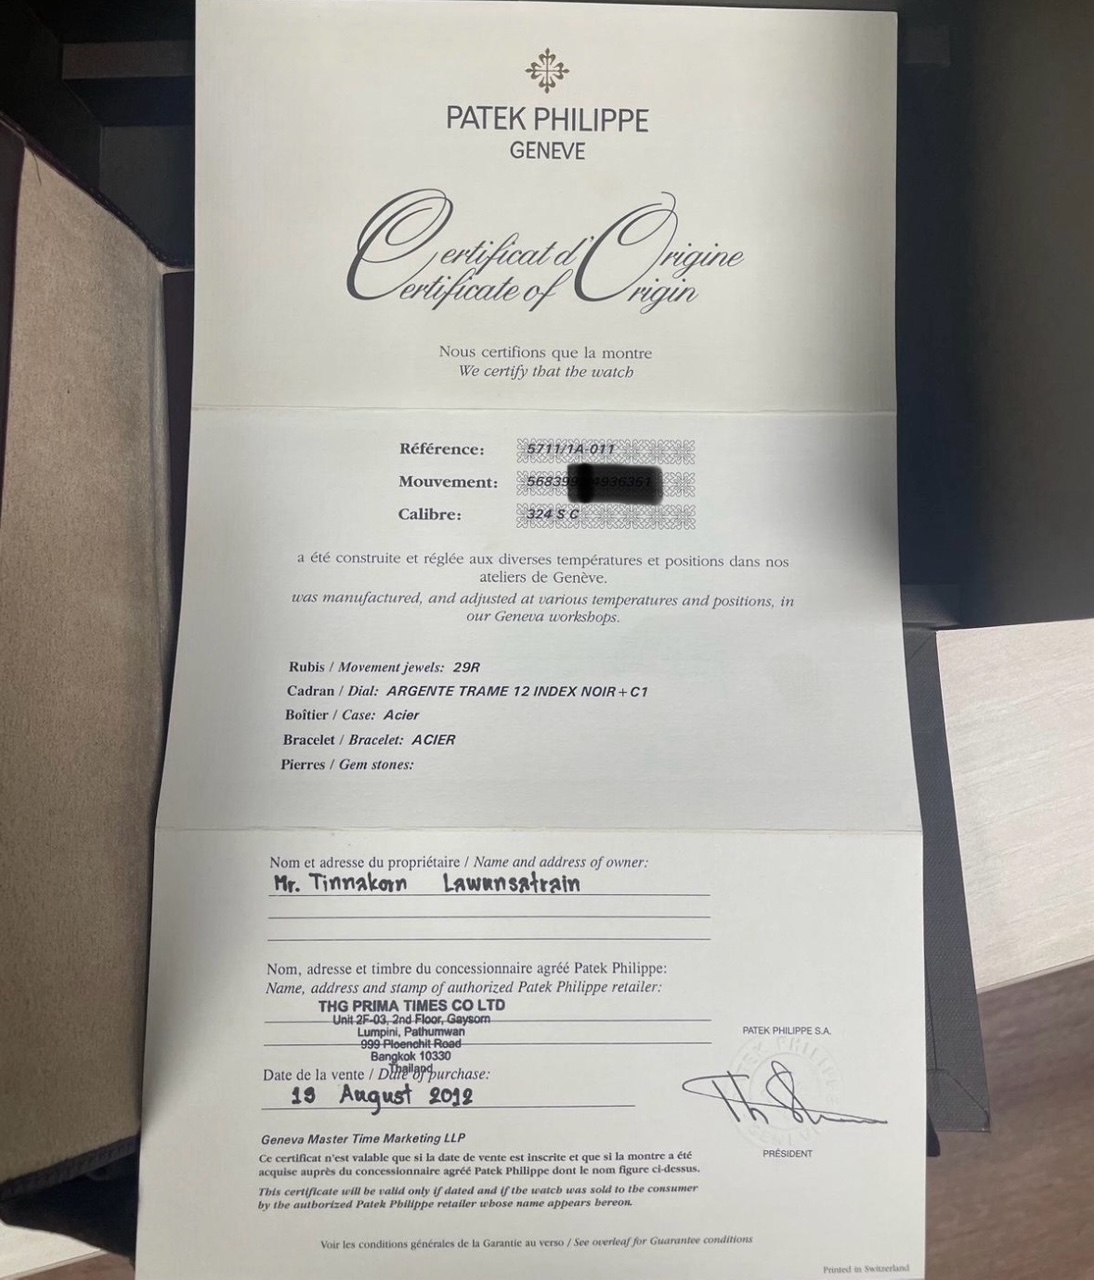 PATEK PHILIPPE
GENEVE
Certificat d'Origine
Certificate of Origin
Nous certifions que la montre
We certify that the watch
Référence: 5711/1A-011
Mouvement:
Calibre: 324 S C
a été construite et réglée aux diverses températures et positions dans nos
ateliers de Genève.
was manufactured, and adjusted at various temperatures and positions, in
our Geneva workshops.
Rubis / Movement jewels: 29R
Cadran / Dial: ARGENTE TRAME 12 INDEX NOIR + C1
Boîtier / Case: Acier
Bracelet / Bracelet: ACIER
Pierres / Gem stones:
Nom et adresse du propriétaire / Name and address of owner:
Mr. Tinnakorn Lawunsatrain
Nom, adresse et timbre du concessionnaire agréé Patek Philippe:
Name, address and stamp of authorized Patek Philippe retailer:
THG PRIMA TIMES CO LTD
Unit 2F-03, 2nd Floor, Gaysorn
Lumpini, Pathumwan
999 Ploenchit Road
Bangkok 10330
Thailand
Date de la vente / Date of purchase:
August 2012
PATEK PHILIPPE S.A.
PRÉSIDENT
Geneva Master Time Marketing LLP
Ce certificat n'est valable que si la date de vente est inscrite et que si la montre a été
acquise auprès du concessionnaire agréé Patek Philippe dont le nom figure ci-dessus.
This certificate will be valid only if dated and if the watch was sold to the consumer
by the authorized Patek Philippe retailer whose name appears hereon.
Voir les conditions générales de la Garantie au verso / See overleaf for Guarantee conditions
Printed in Switzerland